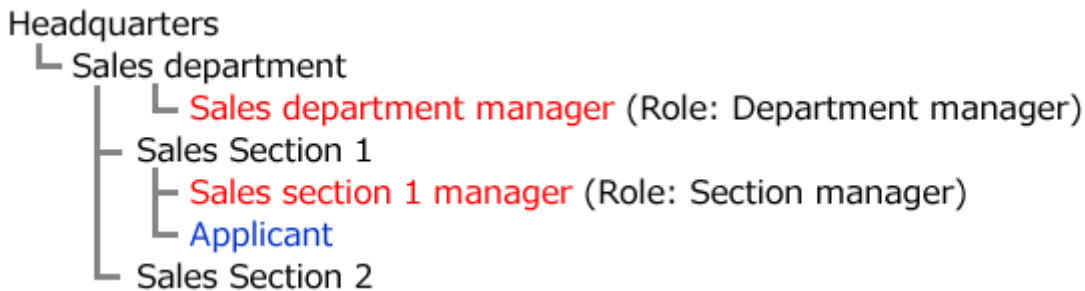 Headquarters
Sales department
Sales department manager (Role: Department manager)
Sales Section 1
Sales section 1 manager (Role: Section manager)
Applicant
Sales Section 2